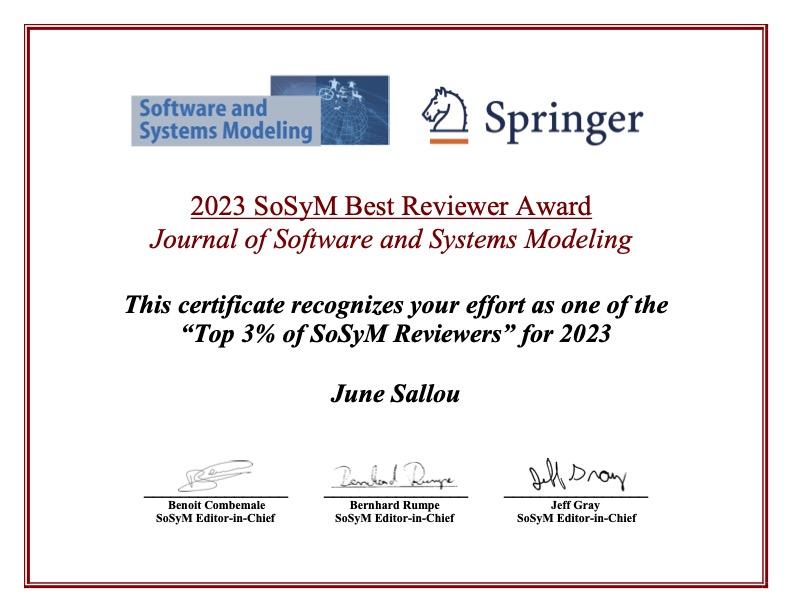 Software and
Systems Modeling
Springer
2023 SoSyM Best Reviewer Award
Journal of Software and Systems Modeling
This certificate recognizes your effort as one of the
“Top 3% of SoSyM Reviewers” for 2023
June Sallou
Bernhard Rumpe
Jeff Gray
Benoit Combemale
SoSyM Editor-in-Chief
Bernhard Rumpe
SoSyM Editor-in-Chief
Jeff Gray
SoSyM Editor-in-Chief